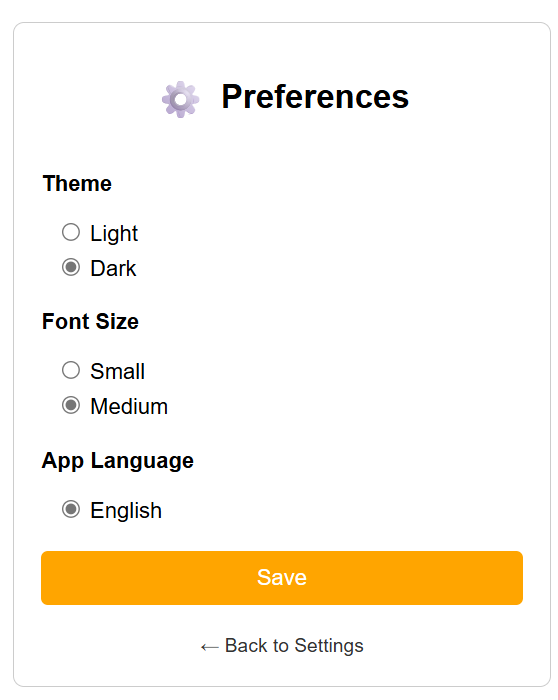 Preferences
Theme
Light
Dark
Font Size
Small
Medium
App Language
English
Save
← Back to Settings